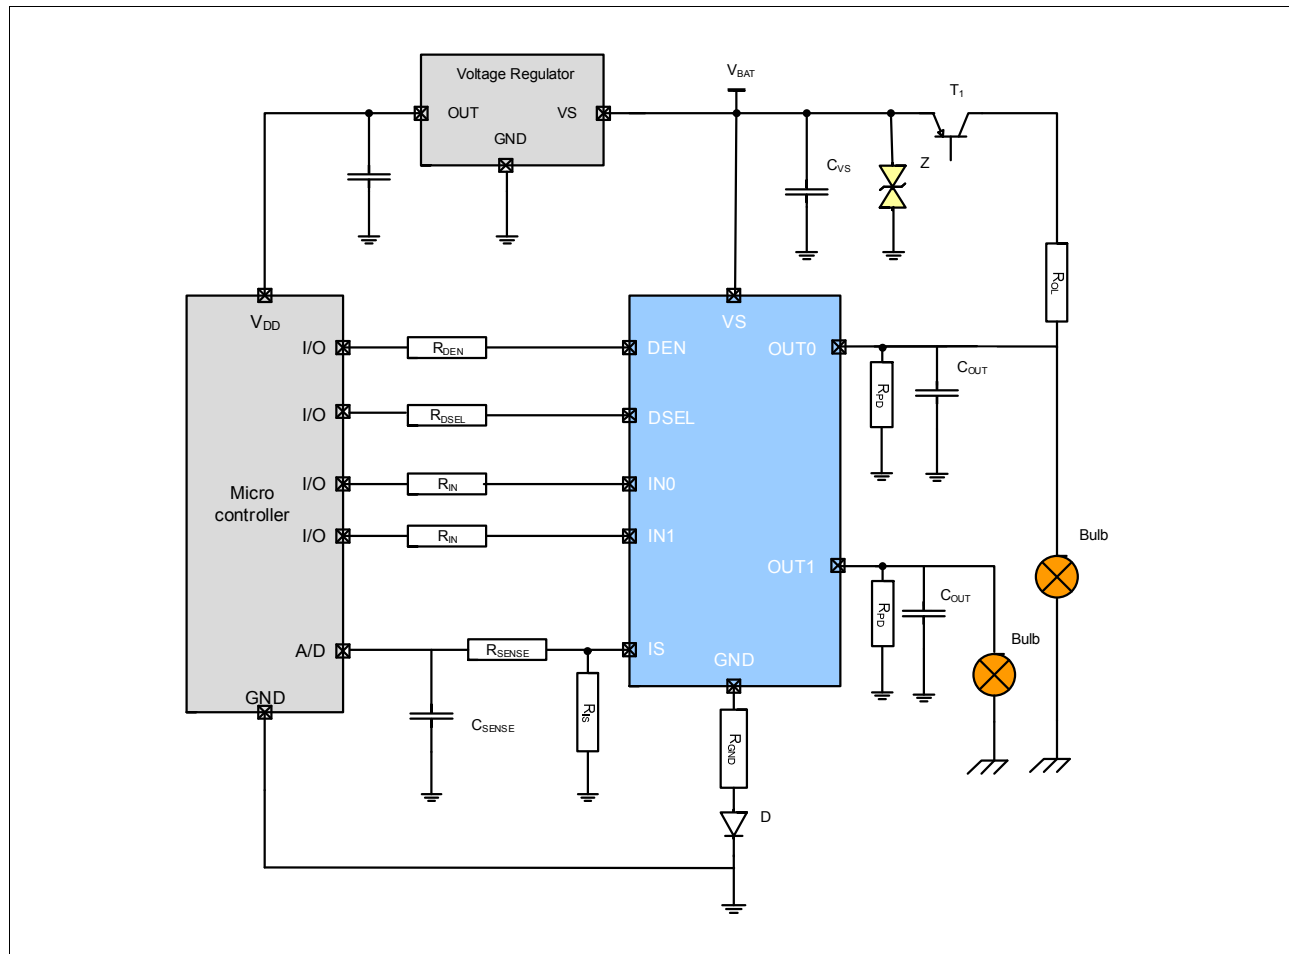 Voltage Regulator
OUT
VS
GND
VBAT
T1
CVS
Z
ROL
VDD
I/O
RDEN
DEN
VS
OUT0
RPD
COUT
I/O
RDSEL
DSEL
I/O
RIN
IN0
Micro
controller
I/O
RIN
IN1
OUT1
RPD
COUT
Bulb
Bulb
A/D
RSENSE
IS
GND
GND
CSENSE
RIS
RGND
D